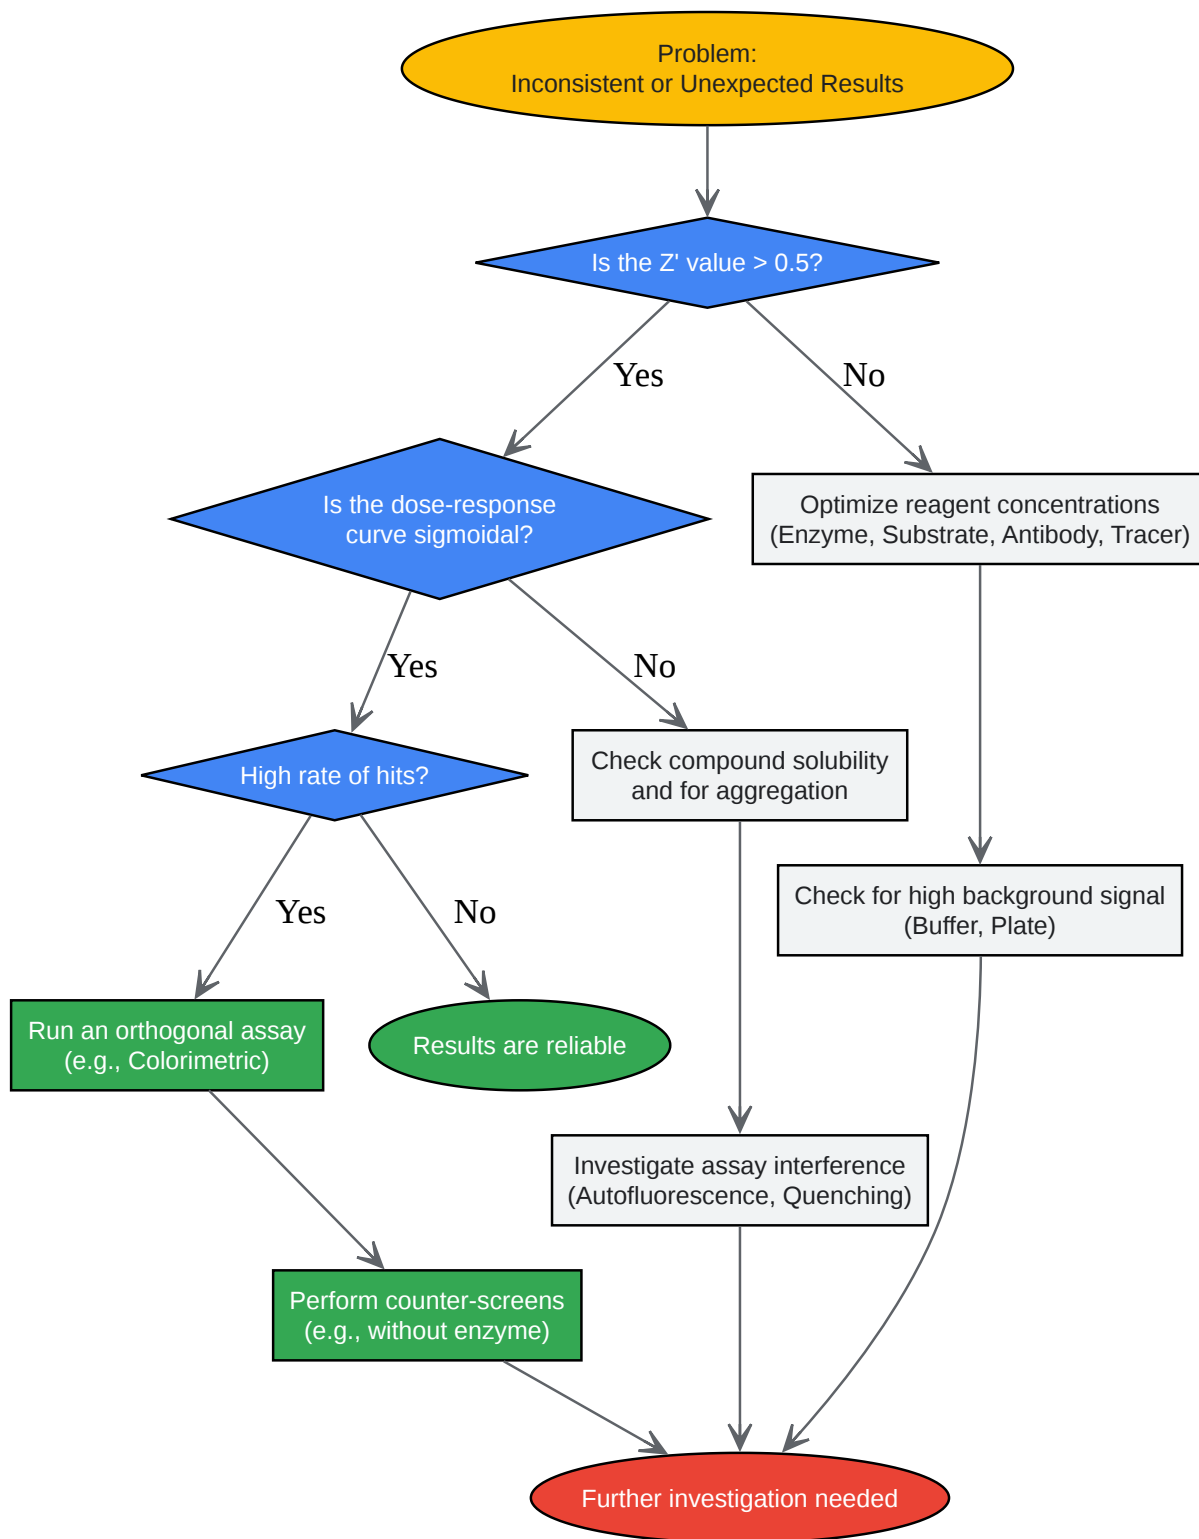 Problem:
Inconsistent or Unexpected Results
Is the Z' value > 0.5?
Yes
No
Is the dose-response
curve sigmoidal?
Optimize reagent concentrations
(Enzyme, Substrate, Antibody, Tracer)
Yes
No
High rate of hits?
Check compound solubility
and for aggregation
Check for high background signal
(Buffer, Plate)
Yes
No
Run an orthogonal assay
(e.g., Colorimetric)
Results are reliable
Investigate assay interference
(Autofluorescence, Quenching)
Perform counter-screens
(e.g., without enzyme)
Further investigation needed